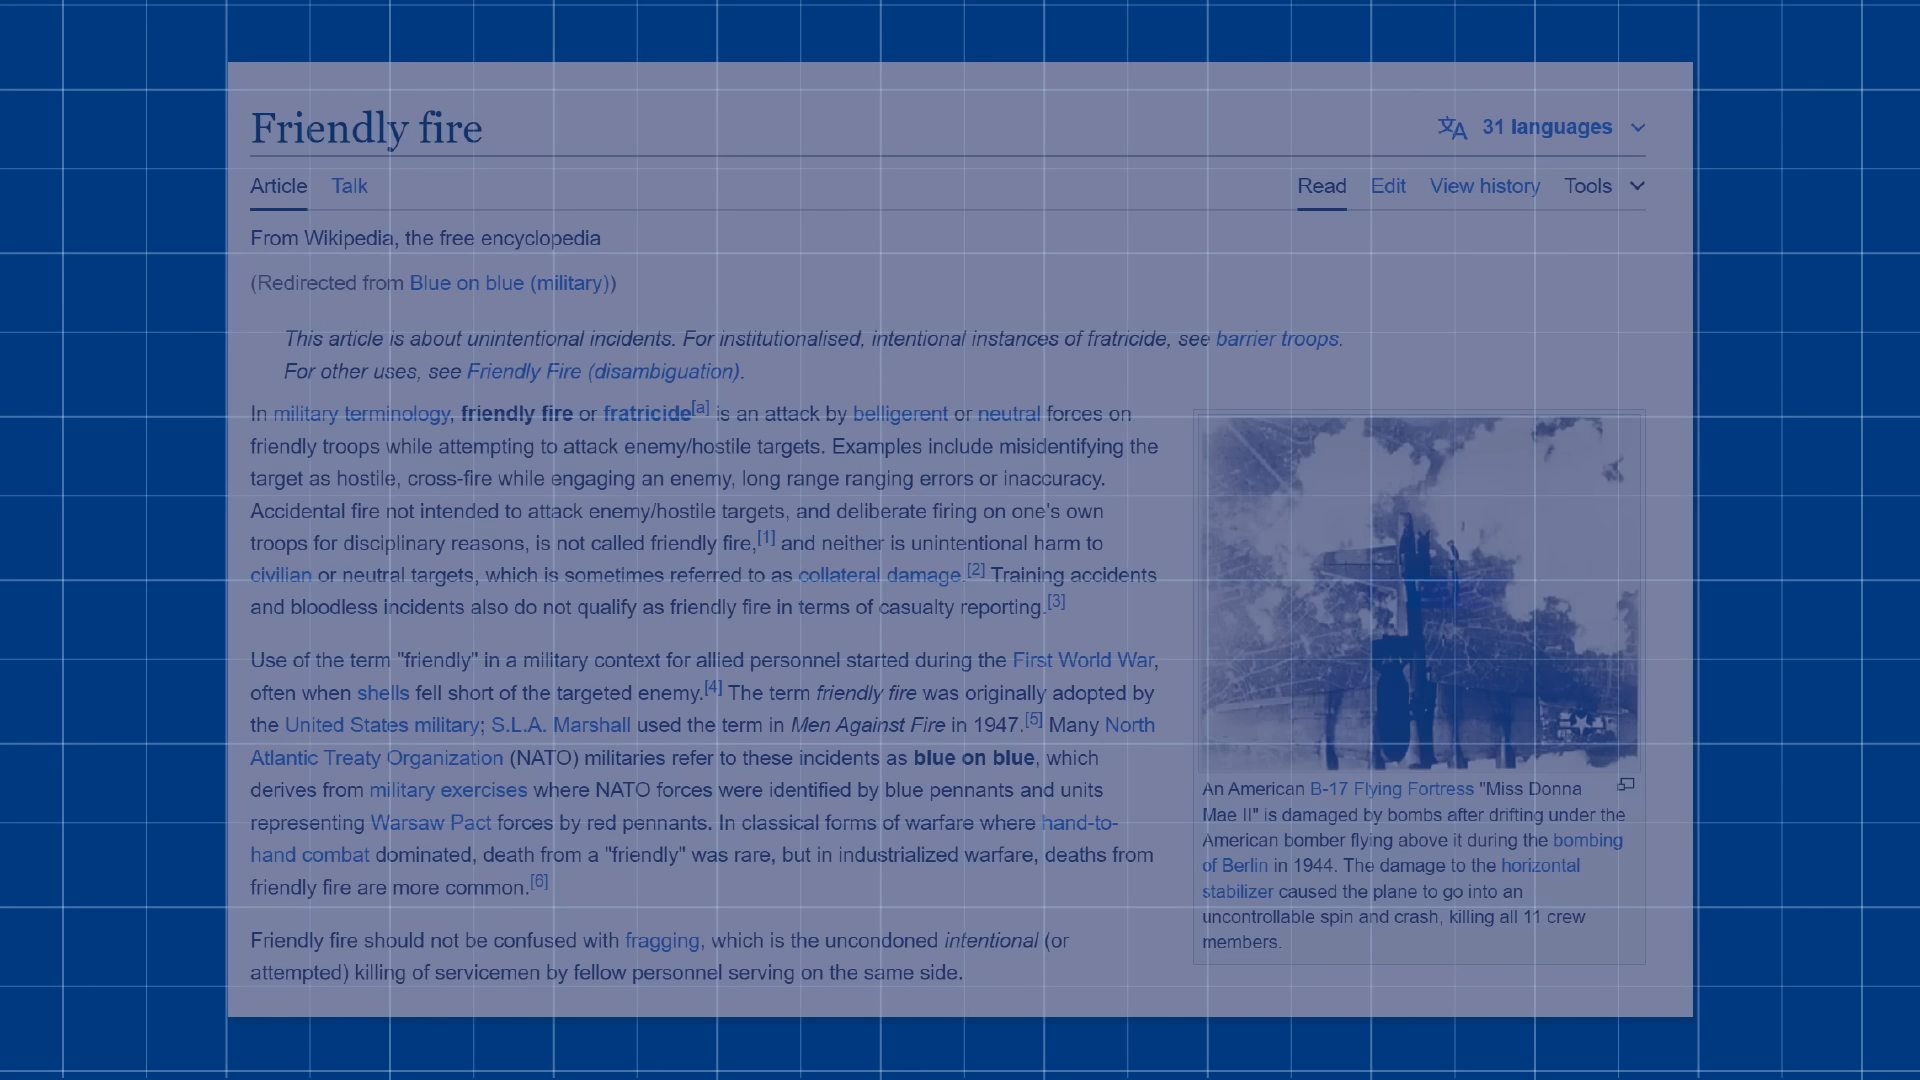 Friendly fire
31 languages
Article Talk
Read Edit View history Tools
From Wikipedia, the free encyclopedia
(Redirected from Blue on blue (military))
This article is about unintentional incidents. For institutionalised, intentional instances of fratricide, see barrier troops.
For other uses, see Friendly Fire (disambiguation).
In military terminology, friendly fire or fratricide[a] is an attack by belligerent or neutral forces on
friendly troops while attempting to attack enemy/hostile targets. Examples include misidentifying the
target as hostile, cross-fire while engaging an enemy, long range ranging errors or inaccuracy.
Accidental fire not intended to attack enemy/hostile targets, and deliberate firing on one's own
troops for disciplinary reasons, is not called friendly fire,[1] and neither is unintentional harm to
civilian or neutral targets, which is sometimes referred to as collateral damage.[2] Training accidents
and bloodless incidents also do not qualify as friendly fire in terms of casualty reporting.[3]
Use of the term "friendly" in a military context for allied personnel started during the First World War,
often when shells fell short of the targeted enemy.[4] The term friendly fire was originally adopted by
the United States military; S.L.A. Marshall used the term in Men Against Fire in 1947.[5] Many North
Atlantic Treaty Organization (NATO) militaries refer to these incidents as blue on blue, which
derives from military exercises where NATO forces were identified by blue pennants and units
representing Warsaw Pact forces by red pennants. In classical forms of warfare where hand-to-
hand combat dominated, death from a "friendly" was rare, but in industrialized warfare, deaths from
friendly fire are more common.[6]
Friendly fire should not be confused with fragging, which is the uncondoned intentional (or
attempted) killing of servicemen by fellow personnel serving on the same side.
An American B-17 Flying Fortress "Miss Donna
Mae II" is damaged by bombs after drifting under the
American bomber flying above it during the bombing
of Berlin in 1944. The damage to the horizontal
stabilizer caused the plane to go into an
uncontrollable spin and crash, killing all 11 crew
members.